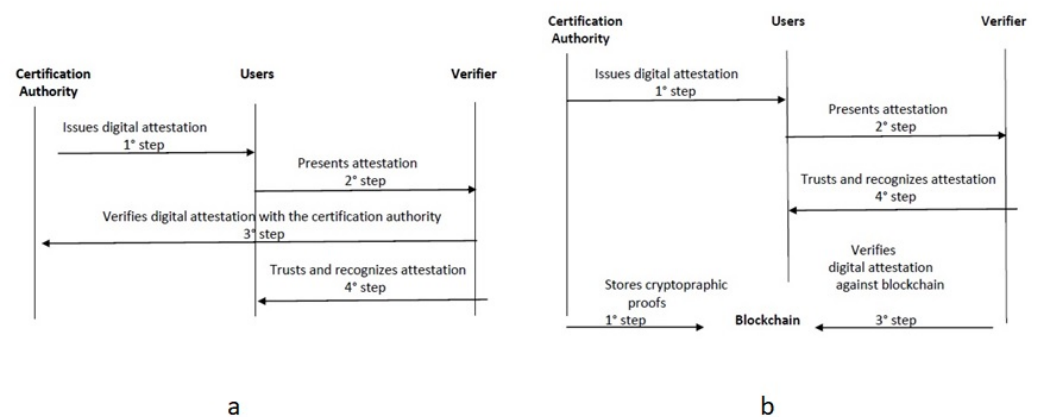 Certification
Authority
Users
Verifier
Issues digital attestation
1° step
Presents attestation
2° step
Verifies digital attestation with the certification authority
3° step
Trusts and recognizes attestation
4° step
a
Certification
Authority
Users
Verifier
Issues digital attestation
1° step
Presents attestation
2° step
Trusts and recognizes attestation
4° step
Verifies
digital attestation
against blockchain
Stores cryptopraphic
proofs
1° step
Blockchain
3° step
b